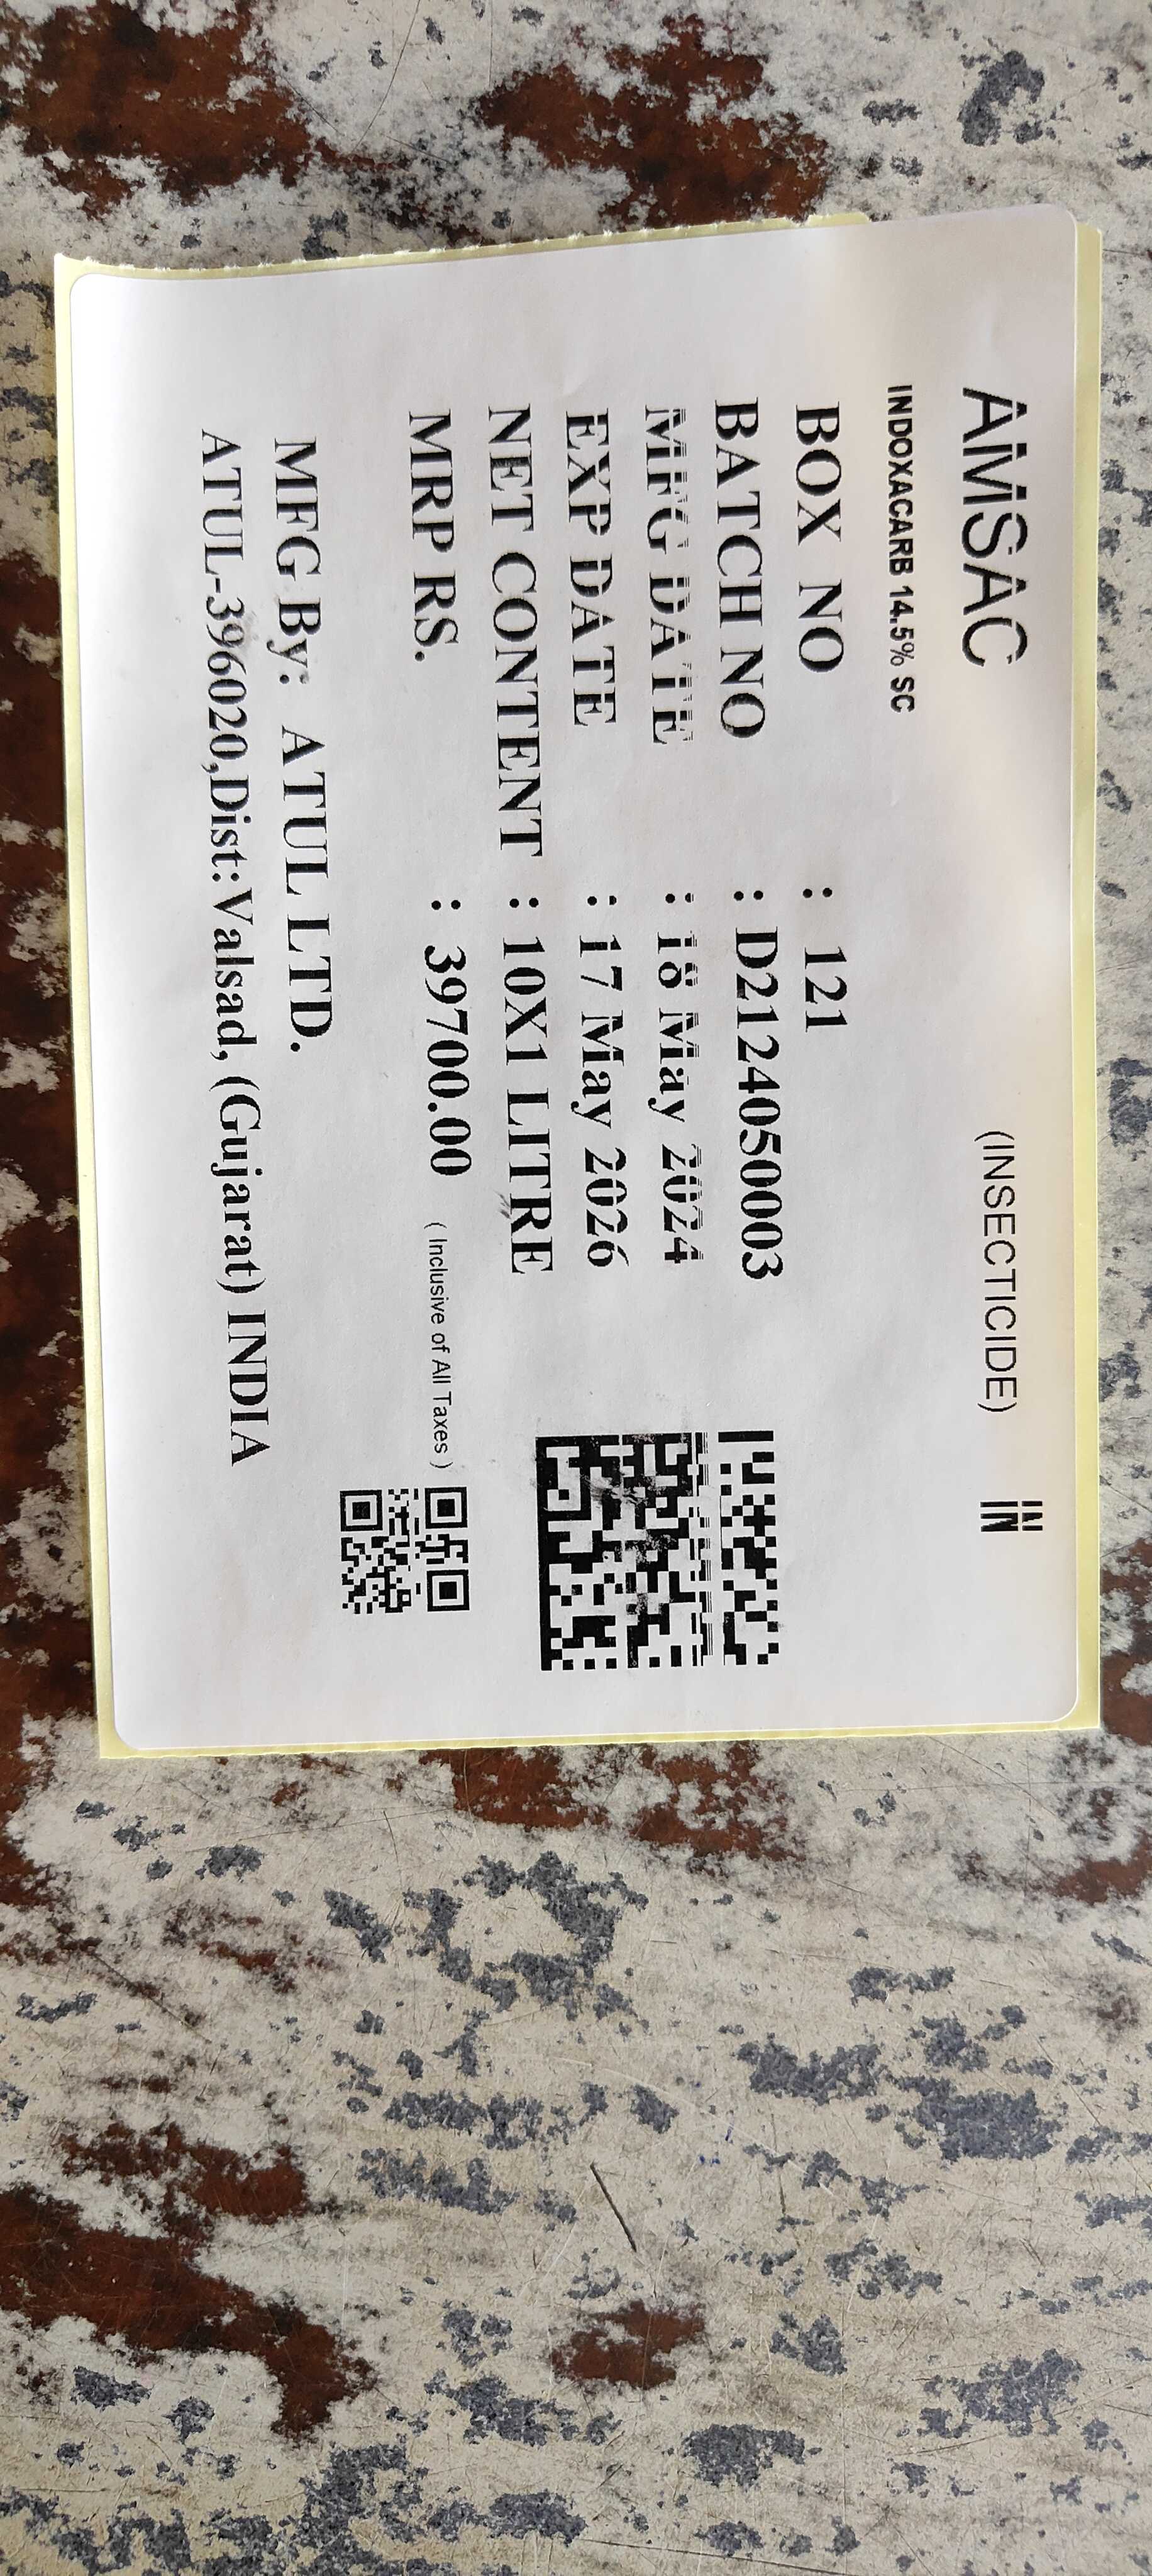 AMSAC (INSECTICIDE) IN
INDOXACARB 14.5% SC
BOX NO : 121
BATCH NO : D2124050003
MFG DATE : 18 May 2024
EXP DATE : 17 May 2026
NET CONTENT : 10X1 LITRE
MRP RS. : 39700.00 ( Inclusive of All Taxes )
MFG By: ATUL LTD.
ATUL-396020,Dist:Valsad, (Gujarat) INDIA